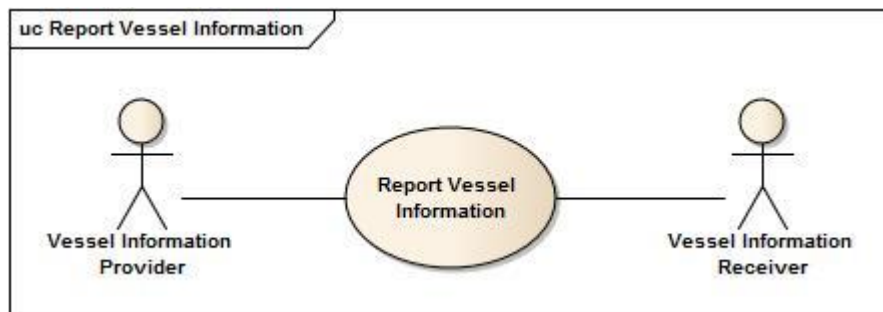 uc Report Vessel Information
Report Vessel
Information
Vessel Information
Provider
Vessel Information
Receiver